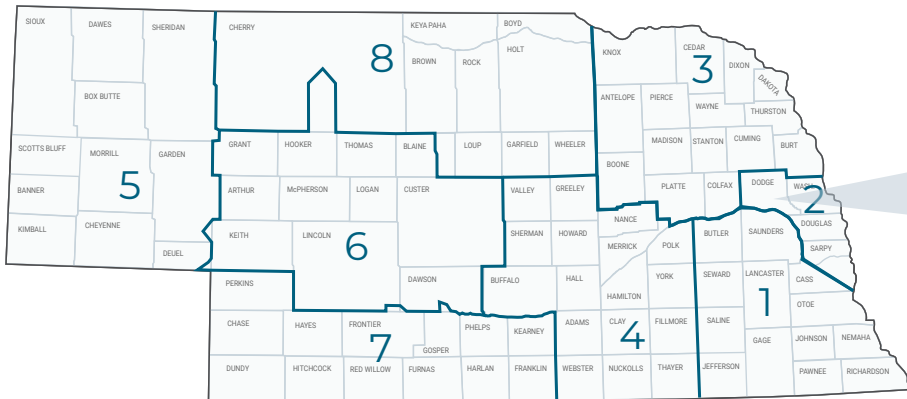 SIOUX
DAWES
SHERIDAN
CHERRY
KEYA PAHA
BOYD
KNOX
CEDAR
DIXON
DAKOTA
8
3
BROWN
ROCK
HOLT
BOX BUTTE
ANTELOPE
PIERCE
WAYNE
THURSTON
SCOTTS BLUFF
MORRILL
GARDEN
GRANT
HOOKER
THOMAS
BLAINE
LOUP
GARFIELD
WHEELER
BOONE
MADISON
STANTON
CUMING
BURT
BANNER
5
ARTHUR
McPHERSON
LOGAN
CUSTER
VALLEY
GREELEY
PLATTE
COLFAX
DODGE
2
KIMBALL
CHEYENNE
DEUEL
KEITH
LINCOLN
6
SHERMAN
HOWARD
NANCE
MERRICK
POLK
BUTLER
SAUNDERS
DOUGLAS
SARPY
PERKINS
DAWSON
BUFFALO
HALL
HAMILTON
YORK
SEWARD
LANCASTER
1
CASS
OTOE
CHASE
HAYES
FRONTIER
7
GOSPER
PHELPS
KEARNEY
ADAMS
CLAY
4
FILLMORE
SALINE
GAGE
JOHNSON
NEMAHA
DUNDY
HITCHCOCK
RED WILLOW
FURNAS
HARLAN
FRANKLIN
WEBSTER
NUCKOLLS
THAYER
JEFFERSON
PAWNEE
RICHARDSON